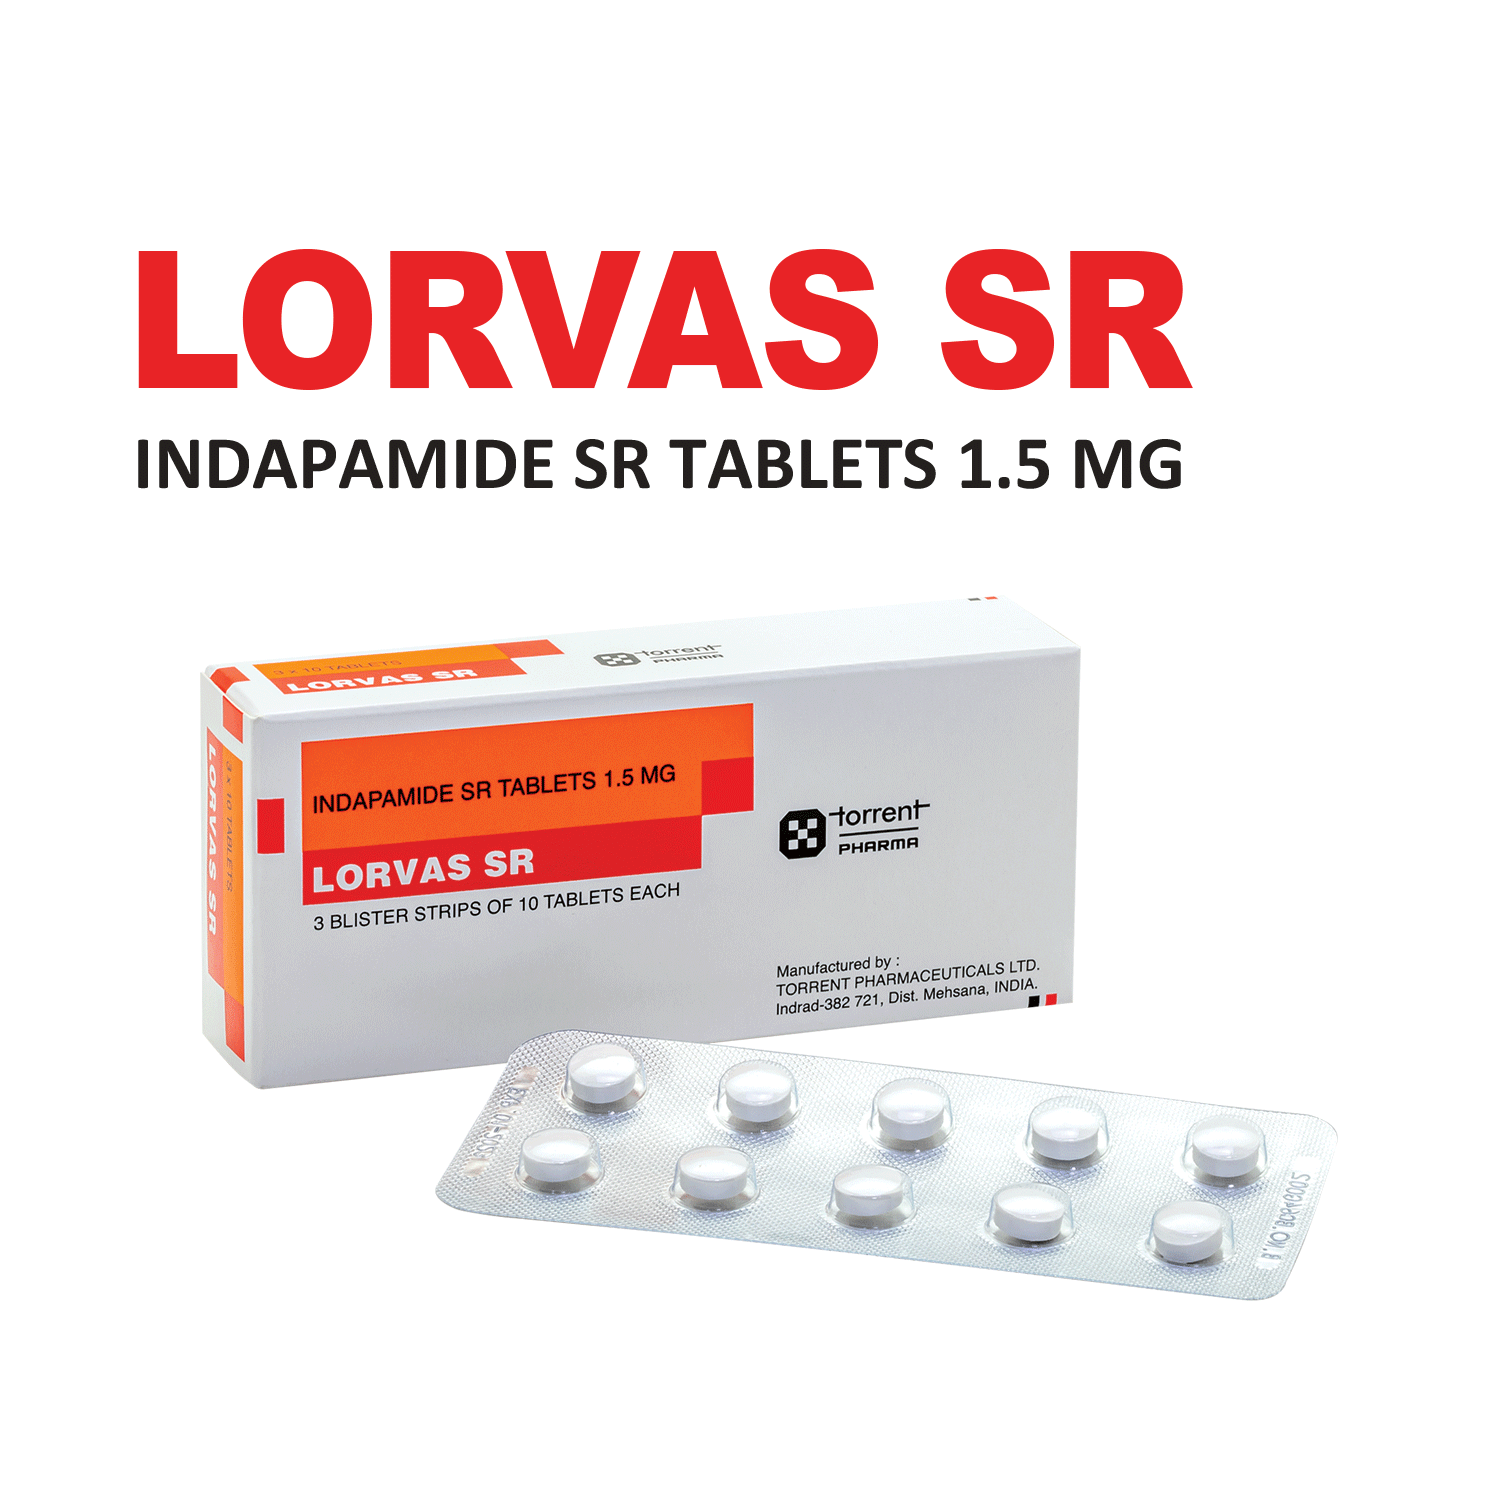 LORVAS SR
INDAPAMIDE SR TABLETS 1.5 MG
3 x 10 TABLETS
LORVAS SR
torrent
PHARMA
LORVAS SR
3 x 10 TABLETS
INDAPAMIDE SR TABLETS 1.5 MG
LORVAS SR
3 BLISTER STRIPS OF 10 TABLETS EACH
torrent
PHARMA
Manufactured by :
TORRENT PHARMACEUTICALS LTD.
Indrad-382 721, Dist. Mehsana, INDIA.